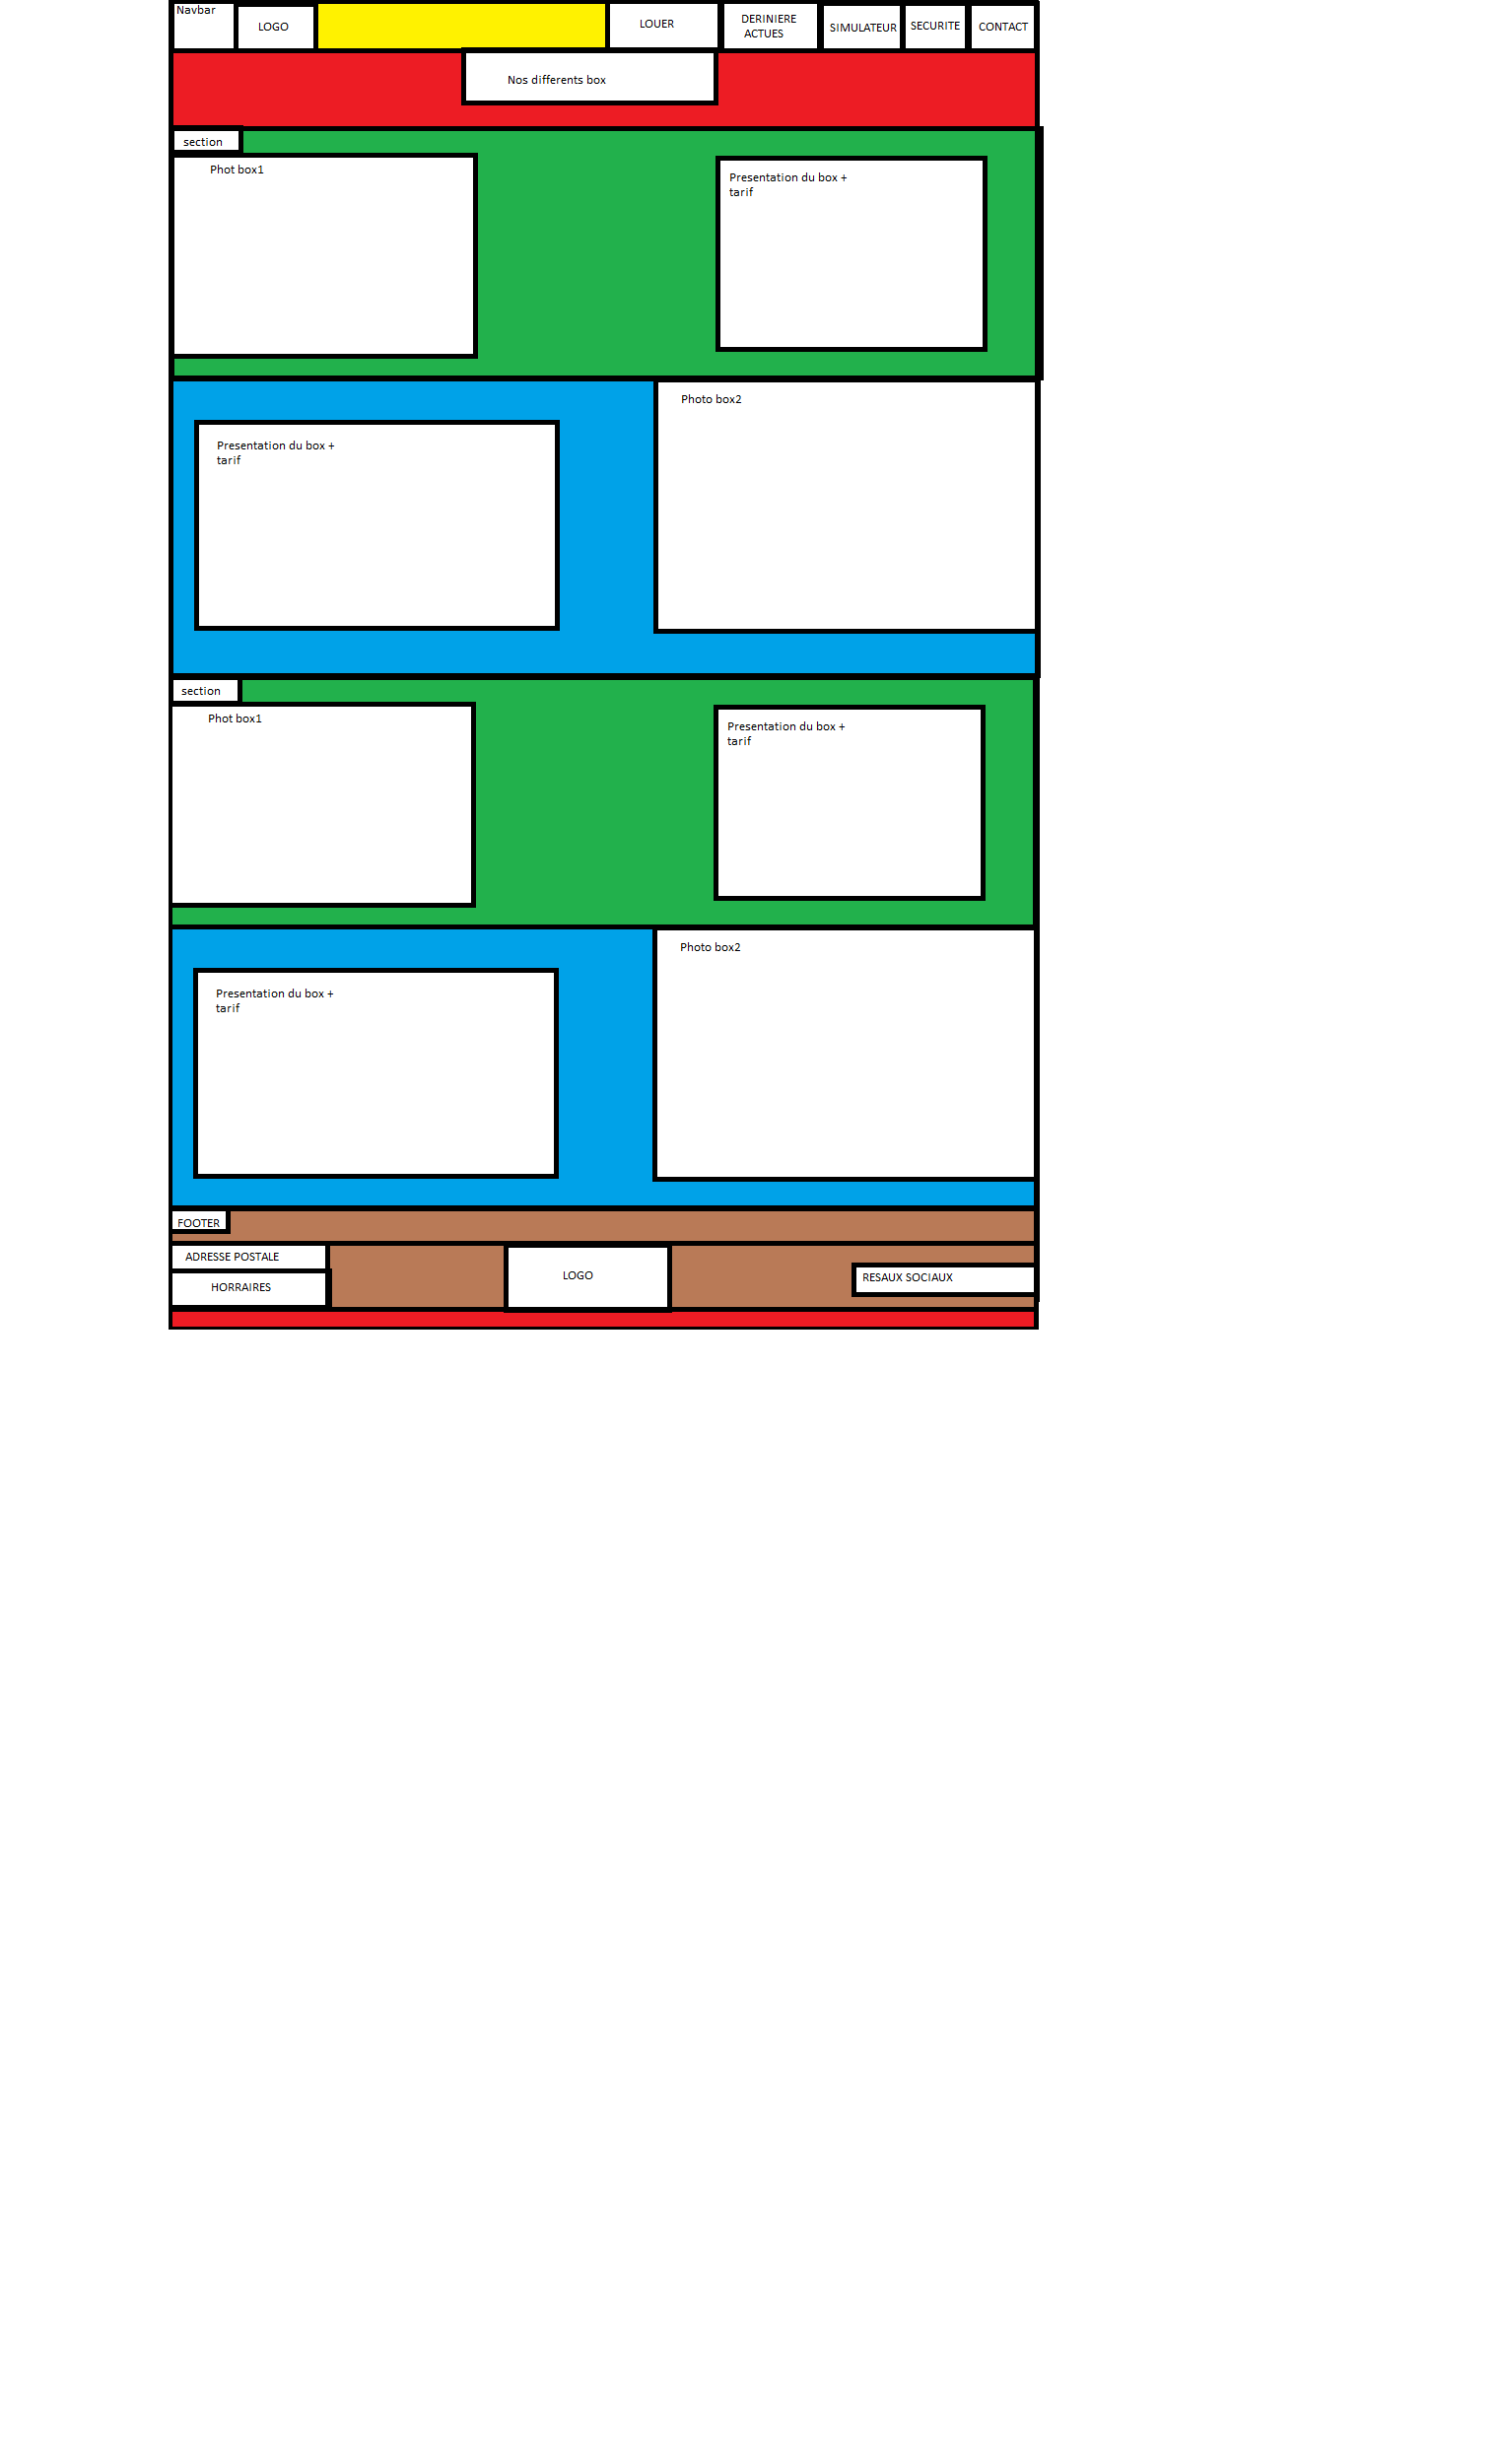 Navbar
LOGO
LOUER
DERINIERE
ACTUES
SIMULATEUR
SECURITE
CONTACT
Nos differents box
section
Phot box1
Presentation du box +
tarif
Photo box2
Presentation du box +
tarif
section
Phot box1
Presentation du box +
tarif
Photo box2
Presentation du box +
tarif
FOOTER
ADRESSE POSTALE
HORRAIRES
LOGO
RESAUX SOCIAUX